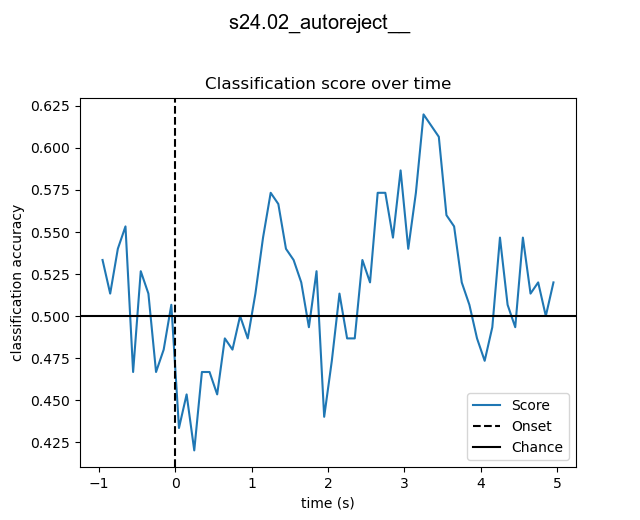 s24.02_autoreject__
Classification score over time
classification accuracy
0.625
0.600
0.575
0.550
0.525
0.500
0.475
0.450
0.425
Score
Onset
Chance
−1
0
1
2
3
4
5
time (s)